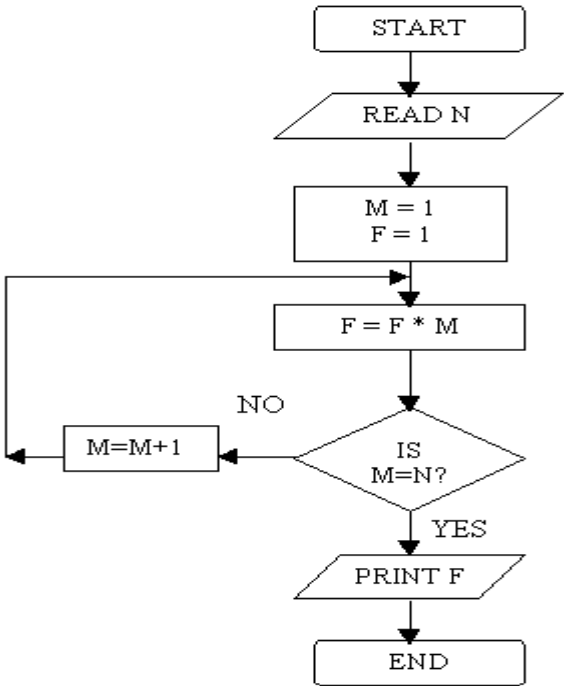 START
READ N
M = 1
F = 1
F = F * M
NO
M=M+1
IS
M=N?
YES
PRINT F
END